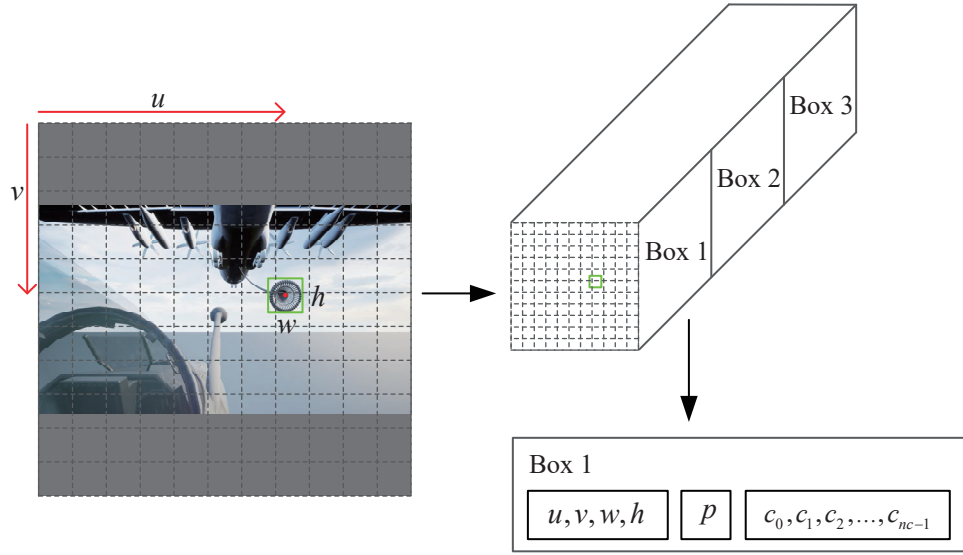 u
v
h
w
Box 3
Box 2
Box 1
Box 1
u, v, w, h
p
c₀, c₁, c₂, ..., cₙc₋₁